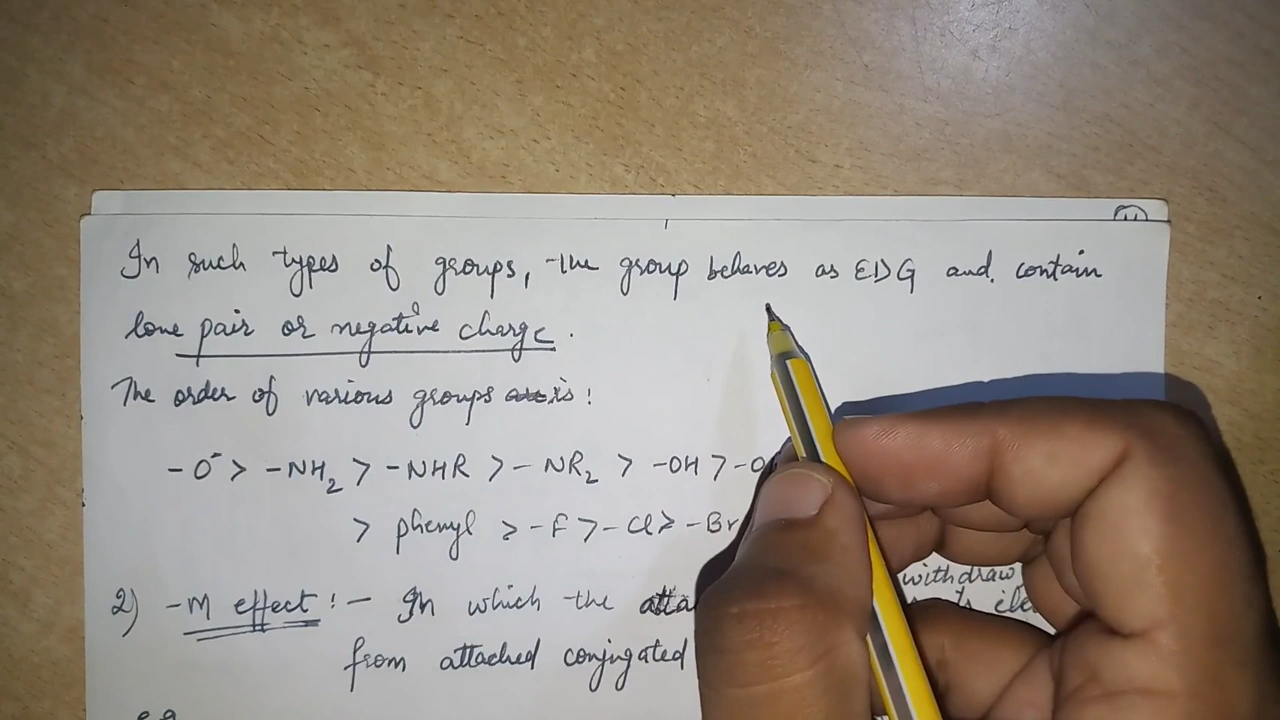 In such types of groups, the group behaves as EDG and contain
lone pair or negative charge.
The order of various groups is :
-O⁻ > -NH₂ > -NHR > -NR₂ > -OH >
> phenyl > -F > -Cl > -Br
2) -M effect :- In which the withdraw
from attached conjugated